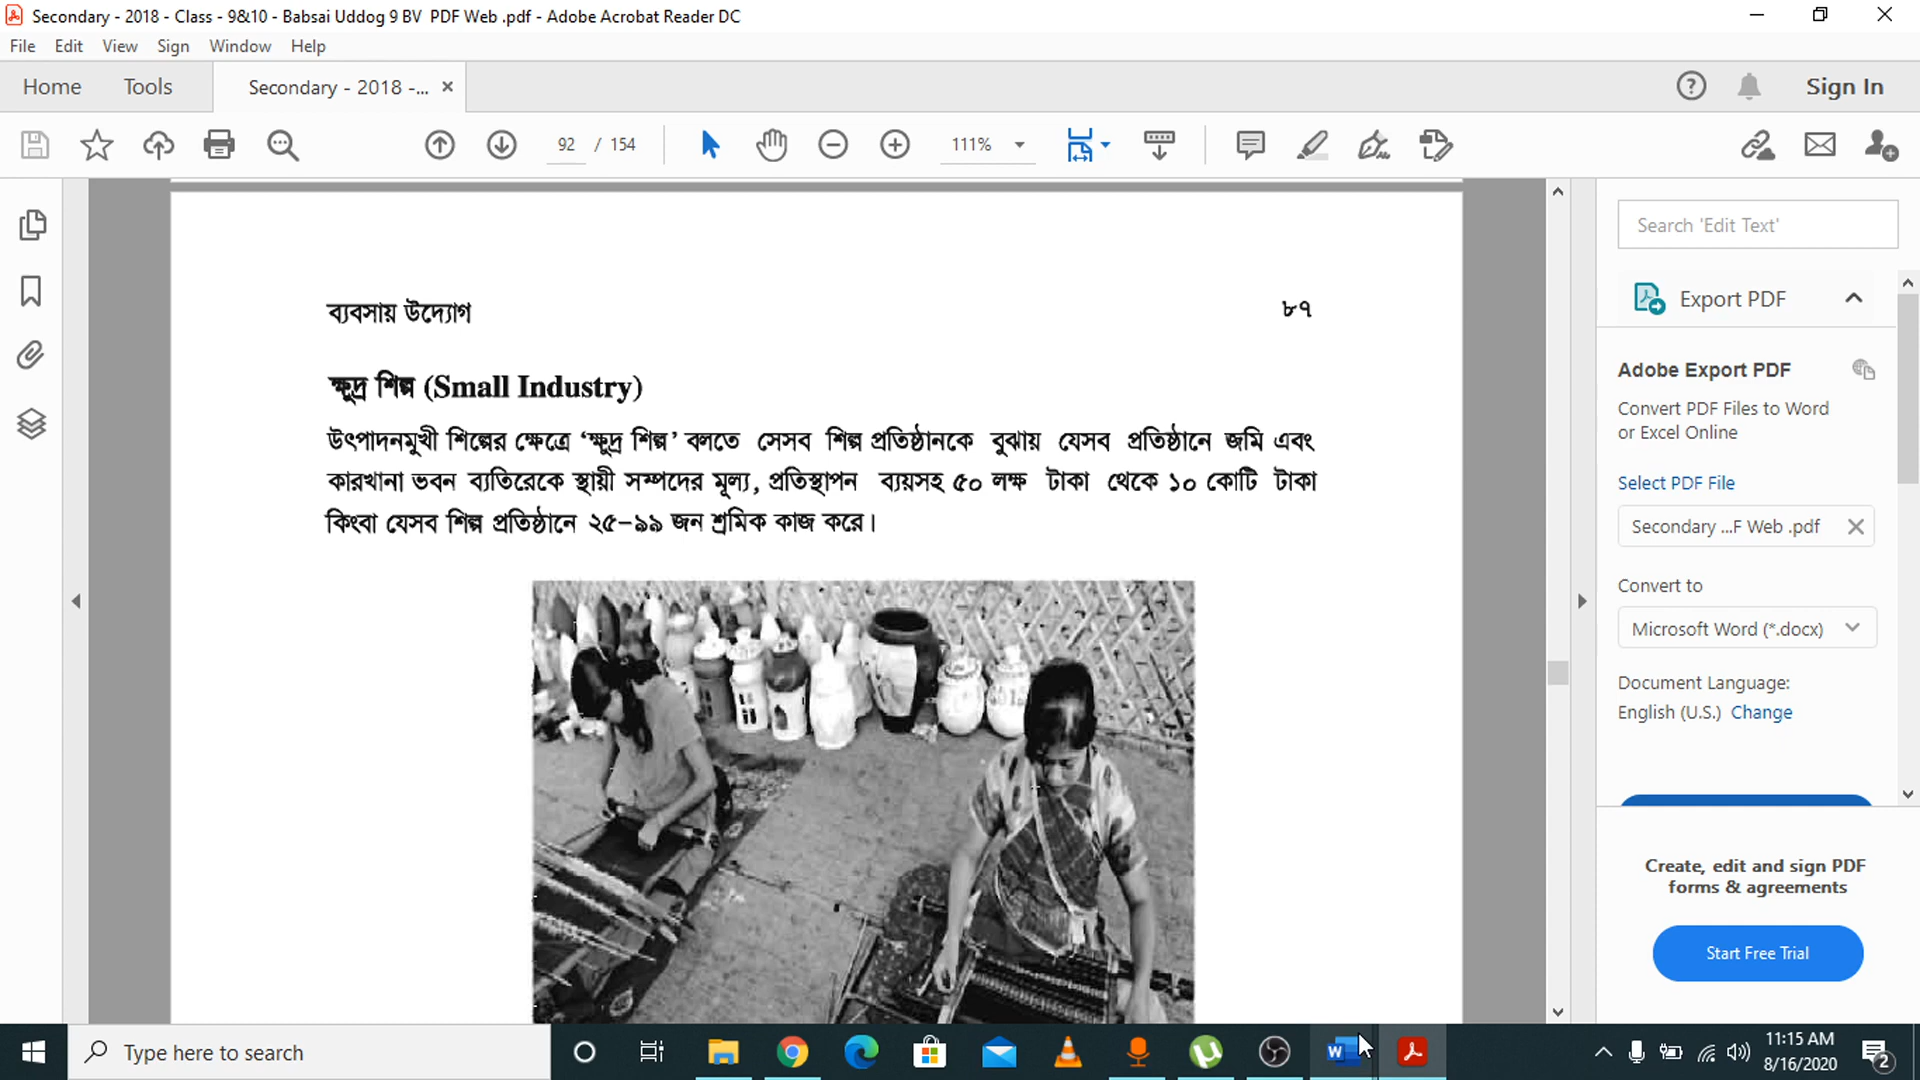 Secondary - 2018 - Class - 9&10 - Babsai Uddog 9 BV  PDF Web .pdf - Adobe Acrobat Reader DC
File Edit View Sign Window Help
Home Tools Secondary - 2018 -... × Sign In
92 / 154 111%
Search 'Edit Text'
Export PDF
Adobe Export PDF
Convert PDF Files to Word
or Excel Online
Select PDF File
Secondary ...F Web .pdf
Convert to
Microsoft Word (*.docx)
Document Language:
English (U.S.) Change
Create, edit and sign PDF
forms & agreements
Start Free Trial
ব্যবসায় উদ্যোগ ৮৭
ক্ষুদ্র শিল্প (Small Industry)
উৎপাদনমুখী শিল্পের ক্ষেত্রে ‘ক্ষুদ্র শিল্প’ বলতে সেসব শিল্প প্রতিষ্ঠানকে বুঝায় যেসব প্রতিষ্ঠানে জমি এবং
কারখানা ভবন ব্যতিরেকে স্থায়ী সম্পদের মূল্য, প্রতিস্থাপন ব্যয়সহ ৫০ লক্ষ টাকা থেকে ১০ কোটি টাকা
কিংবা যেসব শিল্প প্রতিষ্ঠানে ২৫–৯৯ জন শ্রমিক কাজ করে।
Type here to search
11:15 AM
8/16/2020
2